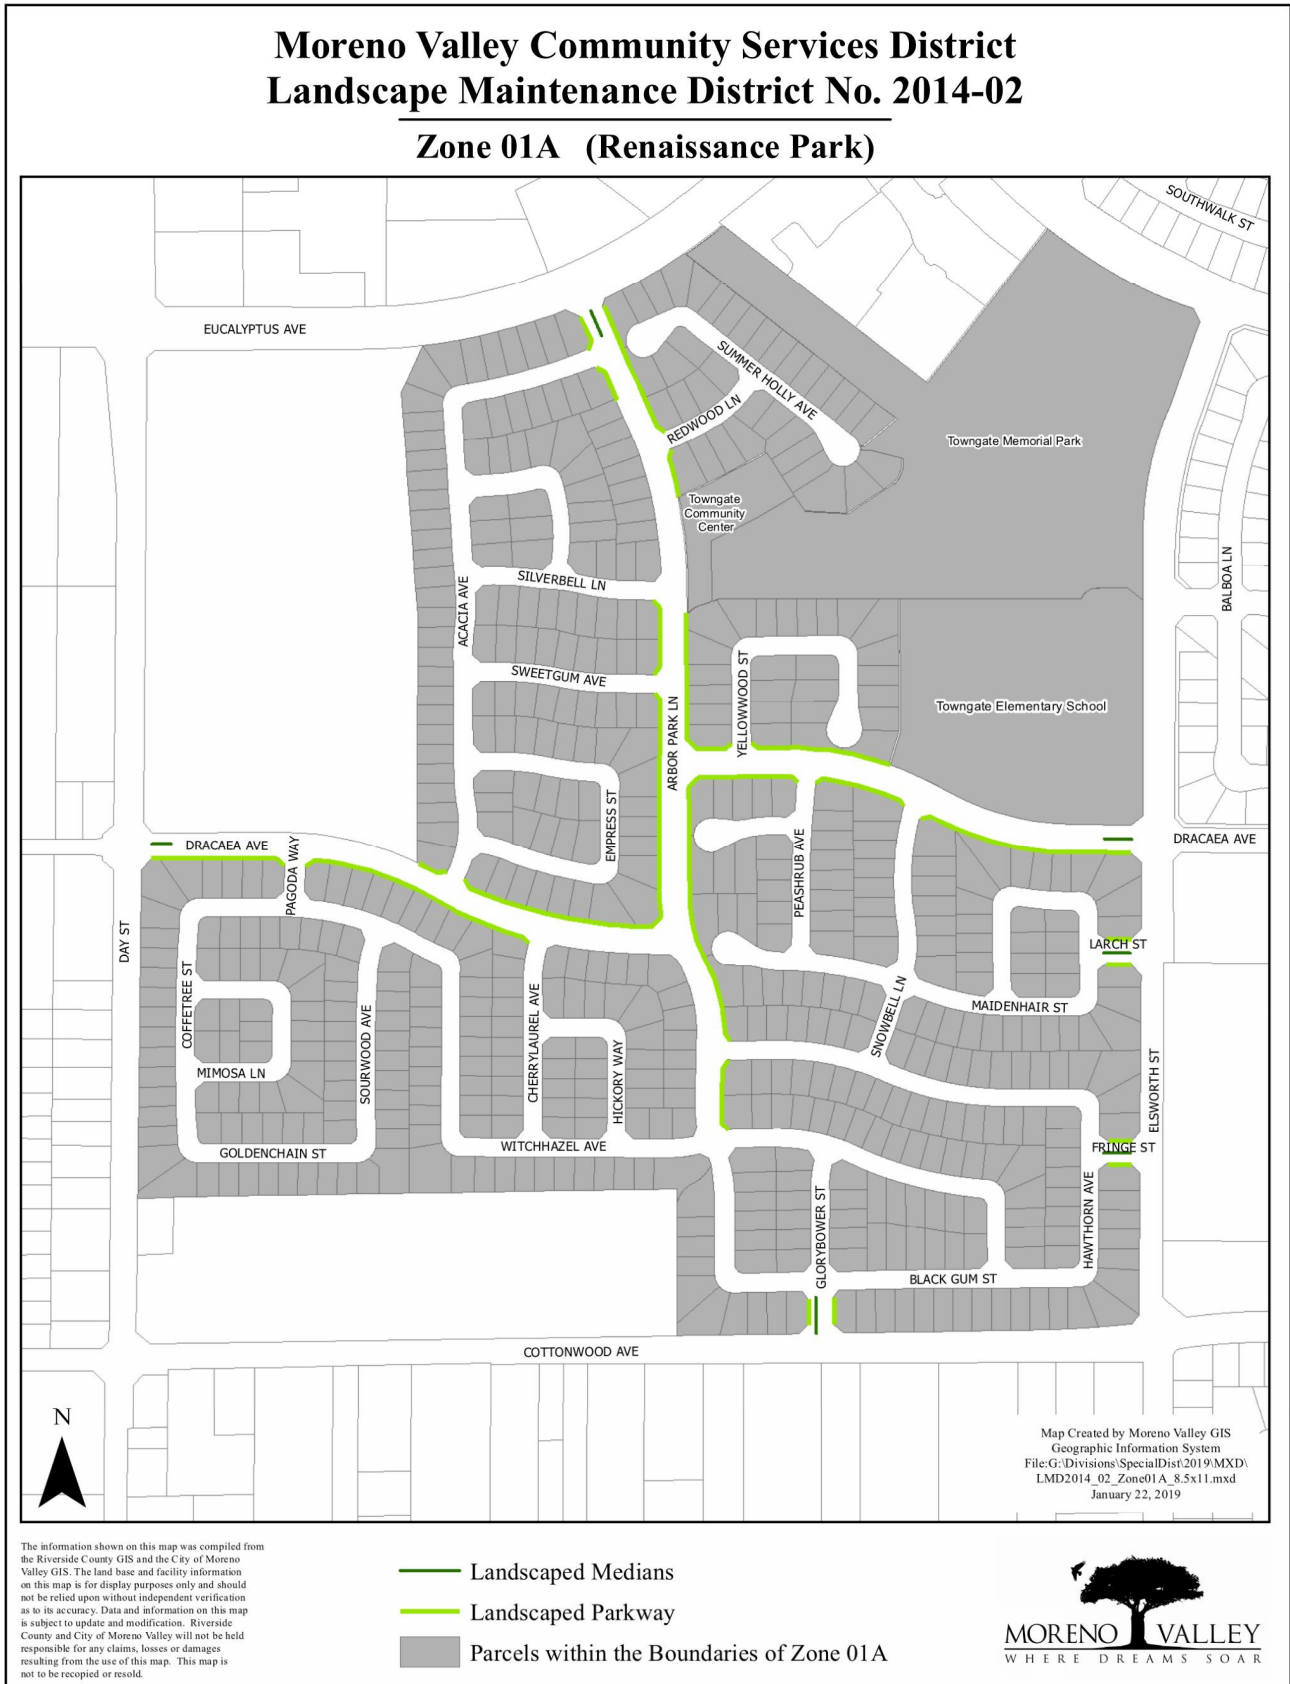 Moreno Valley Community Services District
Landscape Maintenance District No. 2014-02
Zone 01A (Renaissance Park)
SOUTHWALK ST
EUCALYPTUS AVE
SUMMER HOLLY AVE
REDWOOD LN
Towngate Memorial Park
Towngate
Community
Center
BALBOA LN
SILVERBELL LN
ACACIA AVE
SWEETGUM AVE
YELLOWWOOD ST
ARBOR PARK LN
Towngate Elementary School
EMPRESS ST
DRACAEA AVE
DRACAEA AVE
PAGODA WAY
PEASHRUB AVE
DAY ST
LARCH ST
COFFETREE ST
SOURWOOD AVE
CHERRYLAUREL AVE
SNOWBELL LN
MAIDENHAIR ST
MIMOSA LN
HICKORY WAY
ELSWORTH ST
GOLDENCHAIN ST
WITCHHAZEL AVE
FRINGE ST
GLORYBOWER ST
HAWTHORN AVE
BLACK GUM ST
COTTONWOOD AVE
N
Map Created by Moreno Valley GIS
Geographic Information System
File:G:\Divisions\SpecialDist\2019\MXD\
LMD2014_02_Zone01A_8.5x11.mxd
January 22, 2019
The information shown on this map was compiled from
the Riverside County GIS and the City of Moreno
Valley GIS. The land base and facility information
on this map is for display purposes only and should
not be relied upon without independent verification
as to its accuracy. Data and information on this map
is subject to update and modification. Riverside
County and City of Moreno Valley will not be held
responsible for any claims, losses or damages
resulting from the use of this map. This map is
not to be recopied or resold.
Landscaped Medians
Landscaped Parkway
Parcels within the Boundaries of Zone 01A
MORENO VALLEY
WHERE DREAMS SOAR